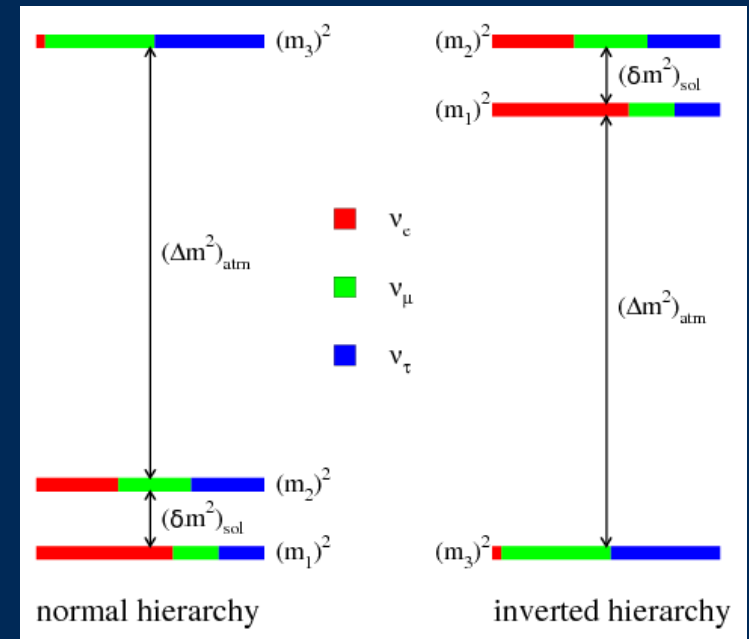 (m₃)²
(m₂)²
(δm²)sol
(m₁)²
νe
(Δm²)atm
νμ
(Δm²)atm
ντ
(m₂)²
(δm²)sol
(m₁)²
(m₃)²
normal hierarchy
inverted hierarchy